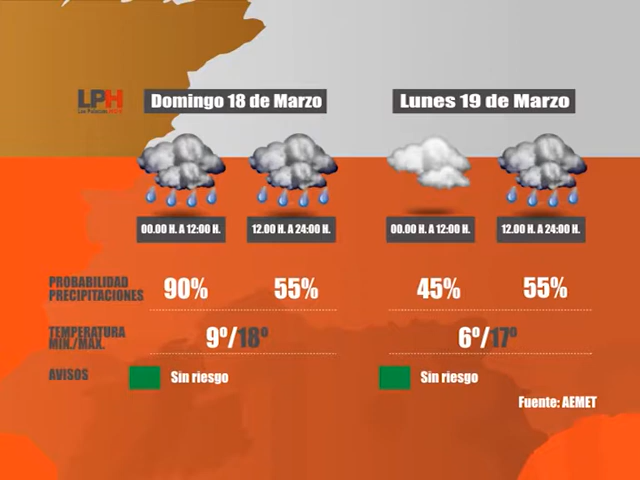 LPH
Domingo 18 de Marzo
Lunes 19 de Marzo
00.00 H. A 12:00 H.
12.00 H. A 24:00 H.
00.00 H. A 12:00 H.
12.00 H. A 24:00 H.
PROBABILIDAD
PRECIPITACIONES
90%
55%
45%
55%
TEMPERATURA
MIN./MAX.
9º/18º
6º/17º
AVISOS
Sin riesgo
Sin riesgo
Fuente: AEMET